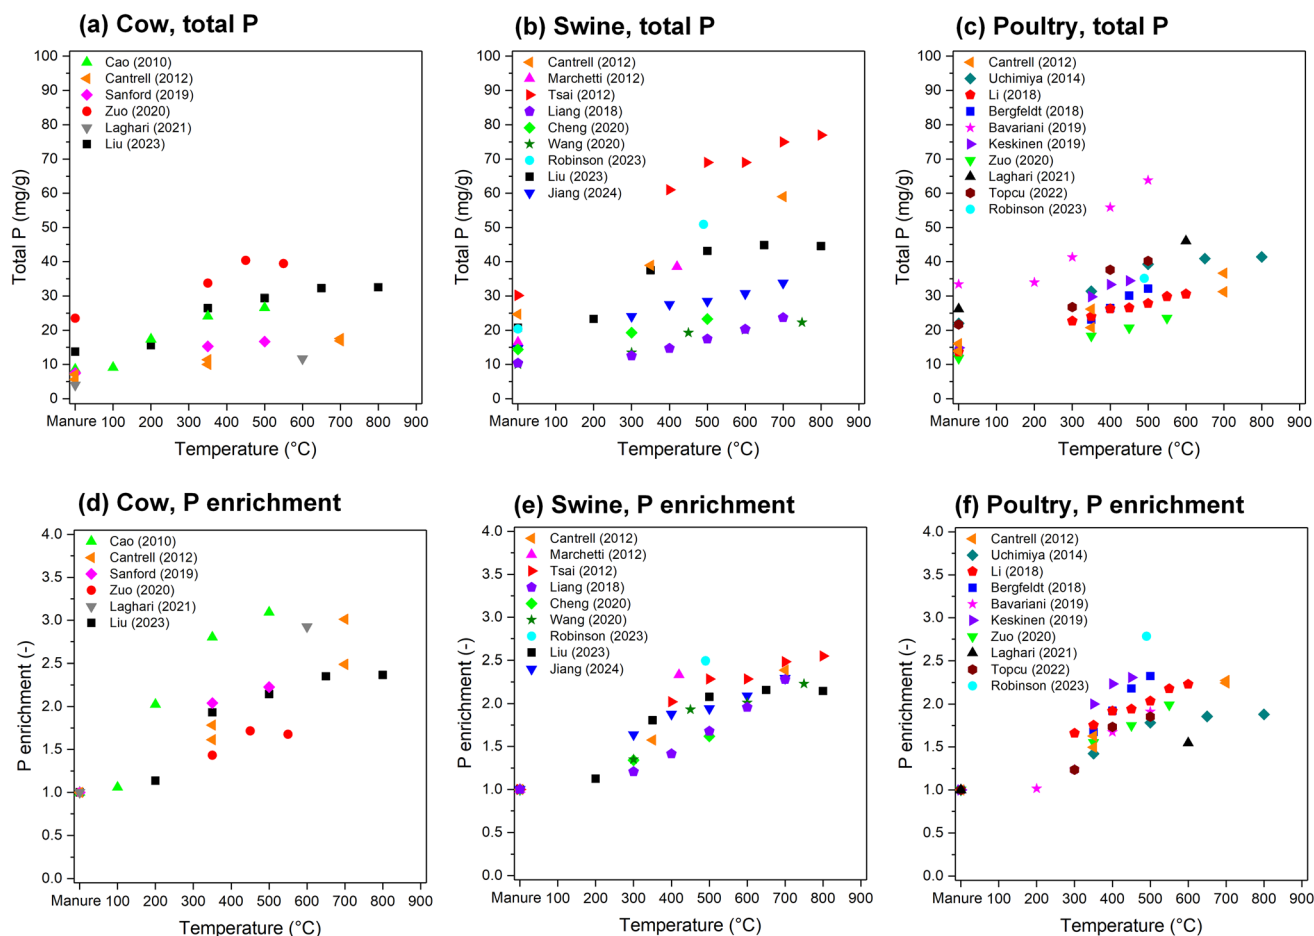 (a) Cow, total P
100
90
80
70
60
50
40
30
20
10
0
Total P (mg/g)
Cao (2010)
Cantrell (2012)
Sanford (2019)
Zuo (2020)
Laghari (2021)
Liu (2023)
Manure 100 200 300 400 500 600 700 800 900
Temperature (°C)
(b) Swine, total P
100
90
80
70
60
50
40
30
20
10
0
Total P (mg/g)
Cantrell (2012)
Marchetti (2012)
Tsai (2012)
Liang (2018)
Cheng (2020)
Wang (2020)
Robinson (2023)
Liu (2023)
Jiang (2024)
Manure 100 200 300 400 500 600 700 800 900
Temperature (°C)
(c) Poultry, total P
100
90
80
70
60
50
40
30
20
10
0
Total P (mg/g)
Cantrell (2012)
Uchimiya (2014)
Li (2018)
Bergfeldt (2018)
Bavariani (2019)
Keskinen (2019)
Zuo (2020)
Laghari (2021)
Topcu (2022)
Robinson (2023)
Manure 100 200 300 400 500 600 700 800 900
Temperature (°C)
(d) Cow, P enrichment
4.0
3.5
3.0
2.5
2.0
1.5
1.0
0.5
0.0
P enrichment (-)
Cao (2010)
Cantrell (2012)
Sanford (2019)
Zuo (2020)
Laghari (2021)
Liu (2023)
Manure 100 200 300 400 500 600 700 800 900
Temperature (°C)
(e) Swine, P enrichment
4.0
3.5
3.0
2.5
2.0
1.5
1.0
0.5
0.0
P enrichment (-)
Cantrell (2012)
Marchetti (2012)
Tsai (2012)
Liang (2018)
Cheng (2020)
Wang (2020)
Robinson (2023)
Liu (2023)
Jiang (2024)
Manure 100 200 300 400 500 600 700 800 900
Temperature (°C)
(f) Poultry, P enrichment
4.0
3.5
3.0
2.5
2.0
1.5
1.0
0.5
0.0
P enrichment (-)
Cantrell (2012)
Uchimiya (2014)
Li (2018)
Bergfeldt (2018)
Bavariani (2019)
Keskinen (2019)
Zuo (2020)
Laghari (2021)
Topcu (2022)
Robinson (2023)
Manure 100 200 300 400 500 600 700 800 900
Temperature (°C)